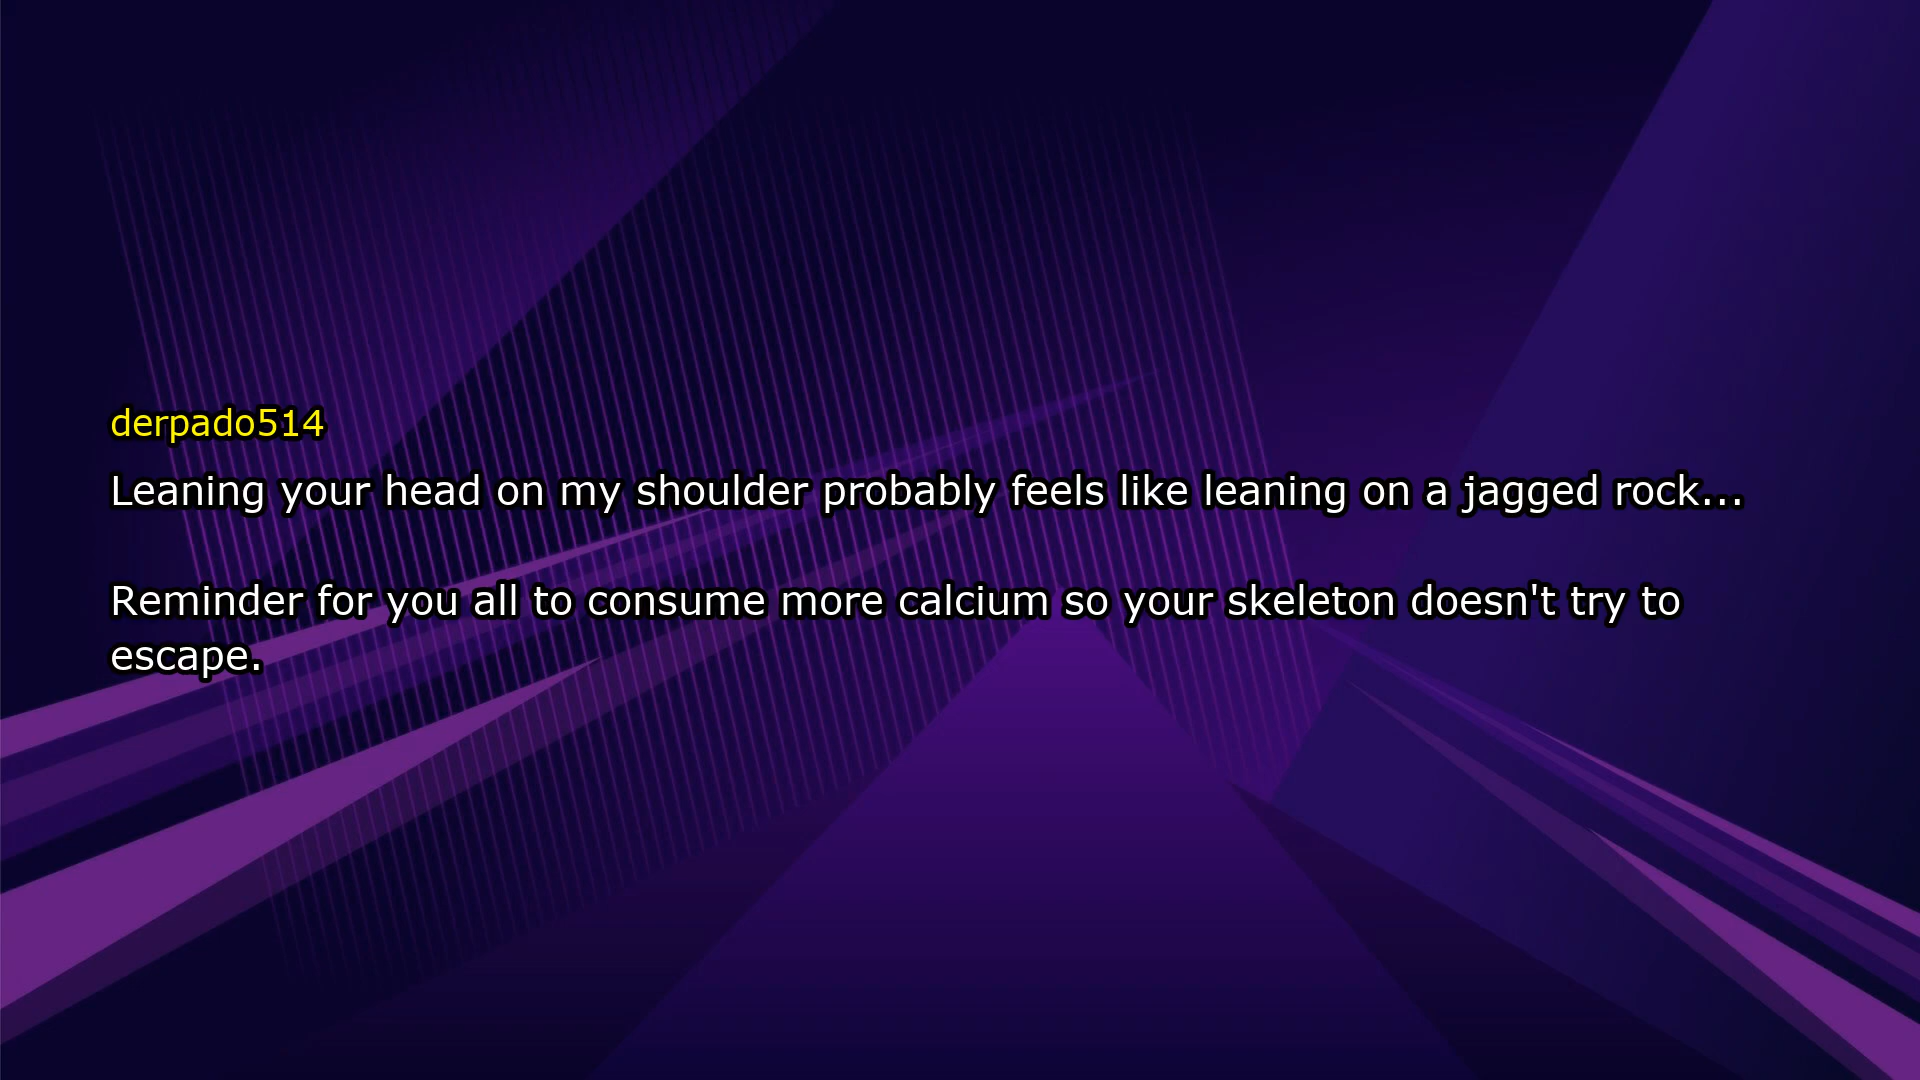 derpado514
Leaning your head on my shoulder probably feels like leaning on a jagged rock...
Reminder for you all to consume more calcium so your skeleton doesn't try to
escape.